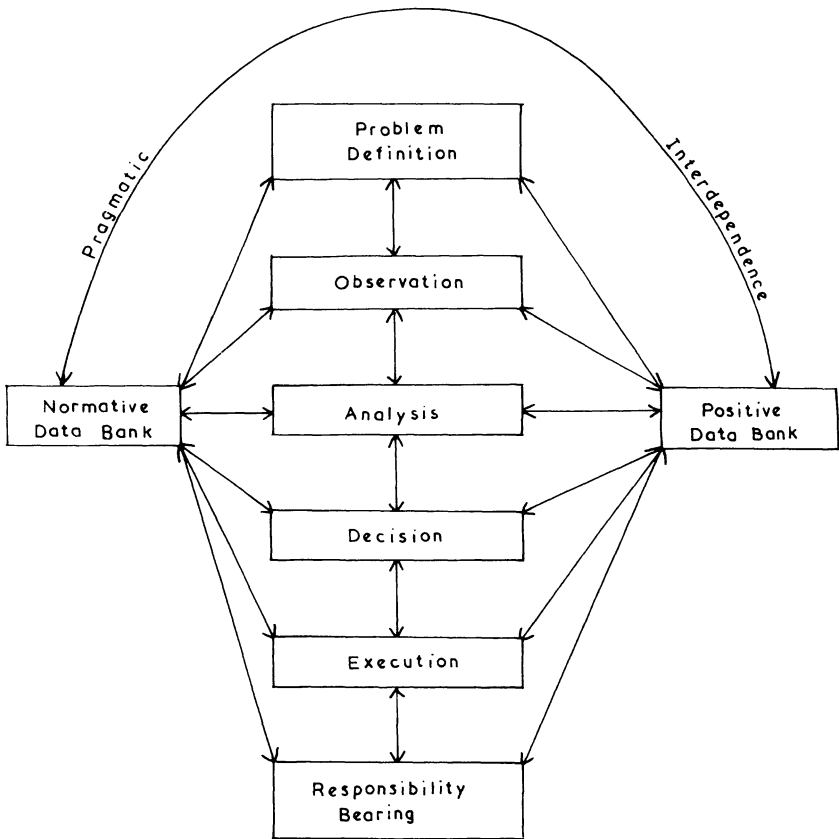 Pragmatic
Interdependence
Problem
Definition
Observation
Normative
Data Bank
Analysis
Positive
Data Bank
Decision
Execution
Responsibility
Bearing